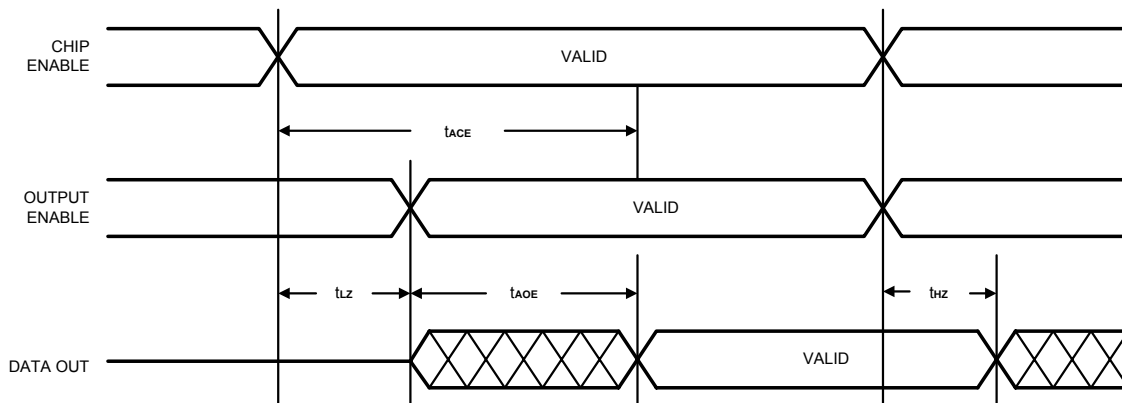 CHIP
ENABLE
VALID
tACE
OUTPUT
ENABLE
VALID
tLZ
tAOE
tHZ
DATA OUT
VALID